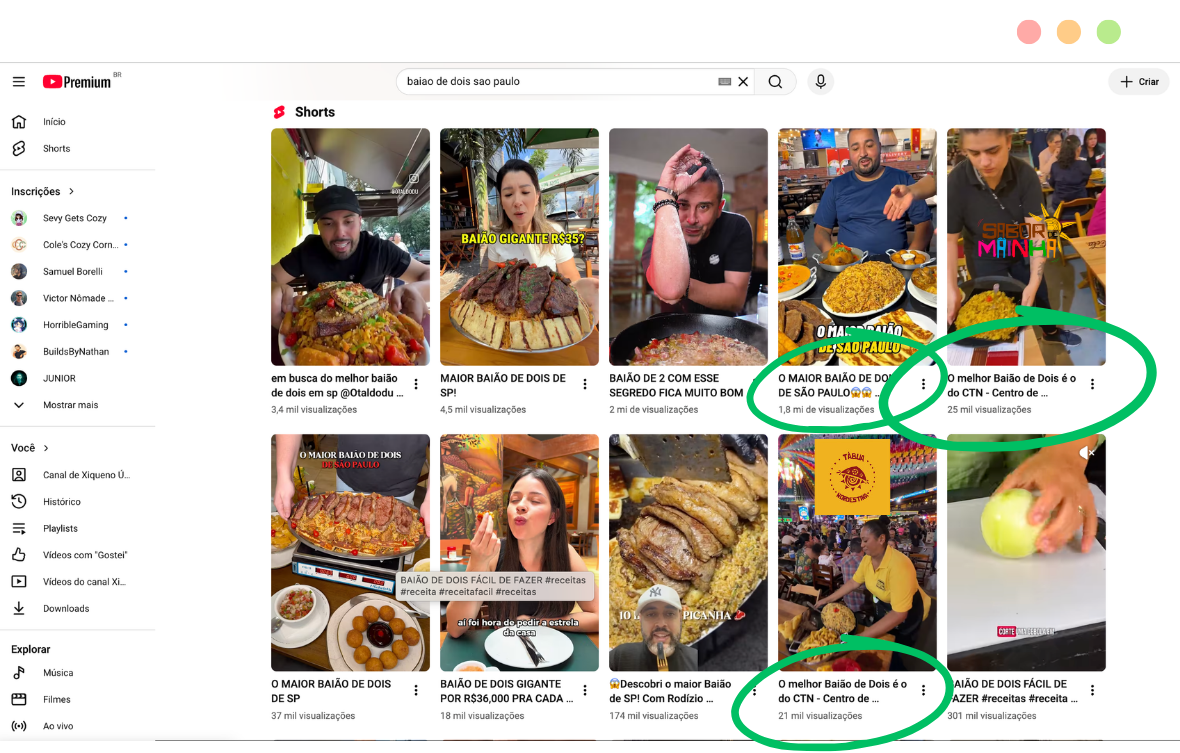 Premium BR
baiao de dois sao paulo
Criar
Início
Shorts
Inscrições
Sevy Gets Cozy
Cole's Cozy Corn...
Samuel Borelli
Victor Nômade ...
HorribleGaming
BuildsByNathan
JUNIOR
Mostrar mais
Você
Canal de Xiqueno Ú...
Histórico
Playlists
Vídeos com "Gostei"
Vídeos do canal Xi...
Downloads
Explorar
Música
Filmes
Ao vivo
Shorts
@OTALDODU
em busca do melhor baião
de dois em sp @Otaldodu ...
3,4 mil visualizações
BAIÃO GIGANTE R$35?
MAIOR BAIÃO DE DOIS DE
SP!
4,5 mil visualizações
BAIÃO DE 2 COM ESSE
SEGREDO FICA MUITO BOM
2 mi de visualizações
O MAIOR BAIÃO
DE SÃO PAULO
O MAIOR BAIÃO DE DOIS
DE SÃO PAULO😱😱 ...
1,8 mi de visualizações
SABOR DE
MAINHA
O melhor Baião de Dois é o
do CTN - Centro de ...
25 mil visualizações
O MAIOR BAIAO DE DOIS
DE SAO PAULO
O MAIOR BAIÃO DE DOIS
DE SP
37 mil visualizações
BAIÃO DE DOIS FÁCIL DE FAZER #receitas
#receita #receitafacil #receitas
aí foi hora de pedir a estrela
da casa
BAIÃO DE DOIS GIGANTE
POR R$36,000 PRA CADA ...
18 mil visualizações
PICANHA
😱Descobri o maior Baião
de SP! Com Rodízio ...
174 mil visualizações
TÁBUA
NORDESTINA
O melhor Baião de Dois é o
do CTN - Centro de ...
21 mil visualizações
CORTE
BAIÃO DE DOIS FÁCIL DE
FAZER #receitas #receita ...
301 mil visualizações